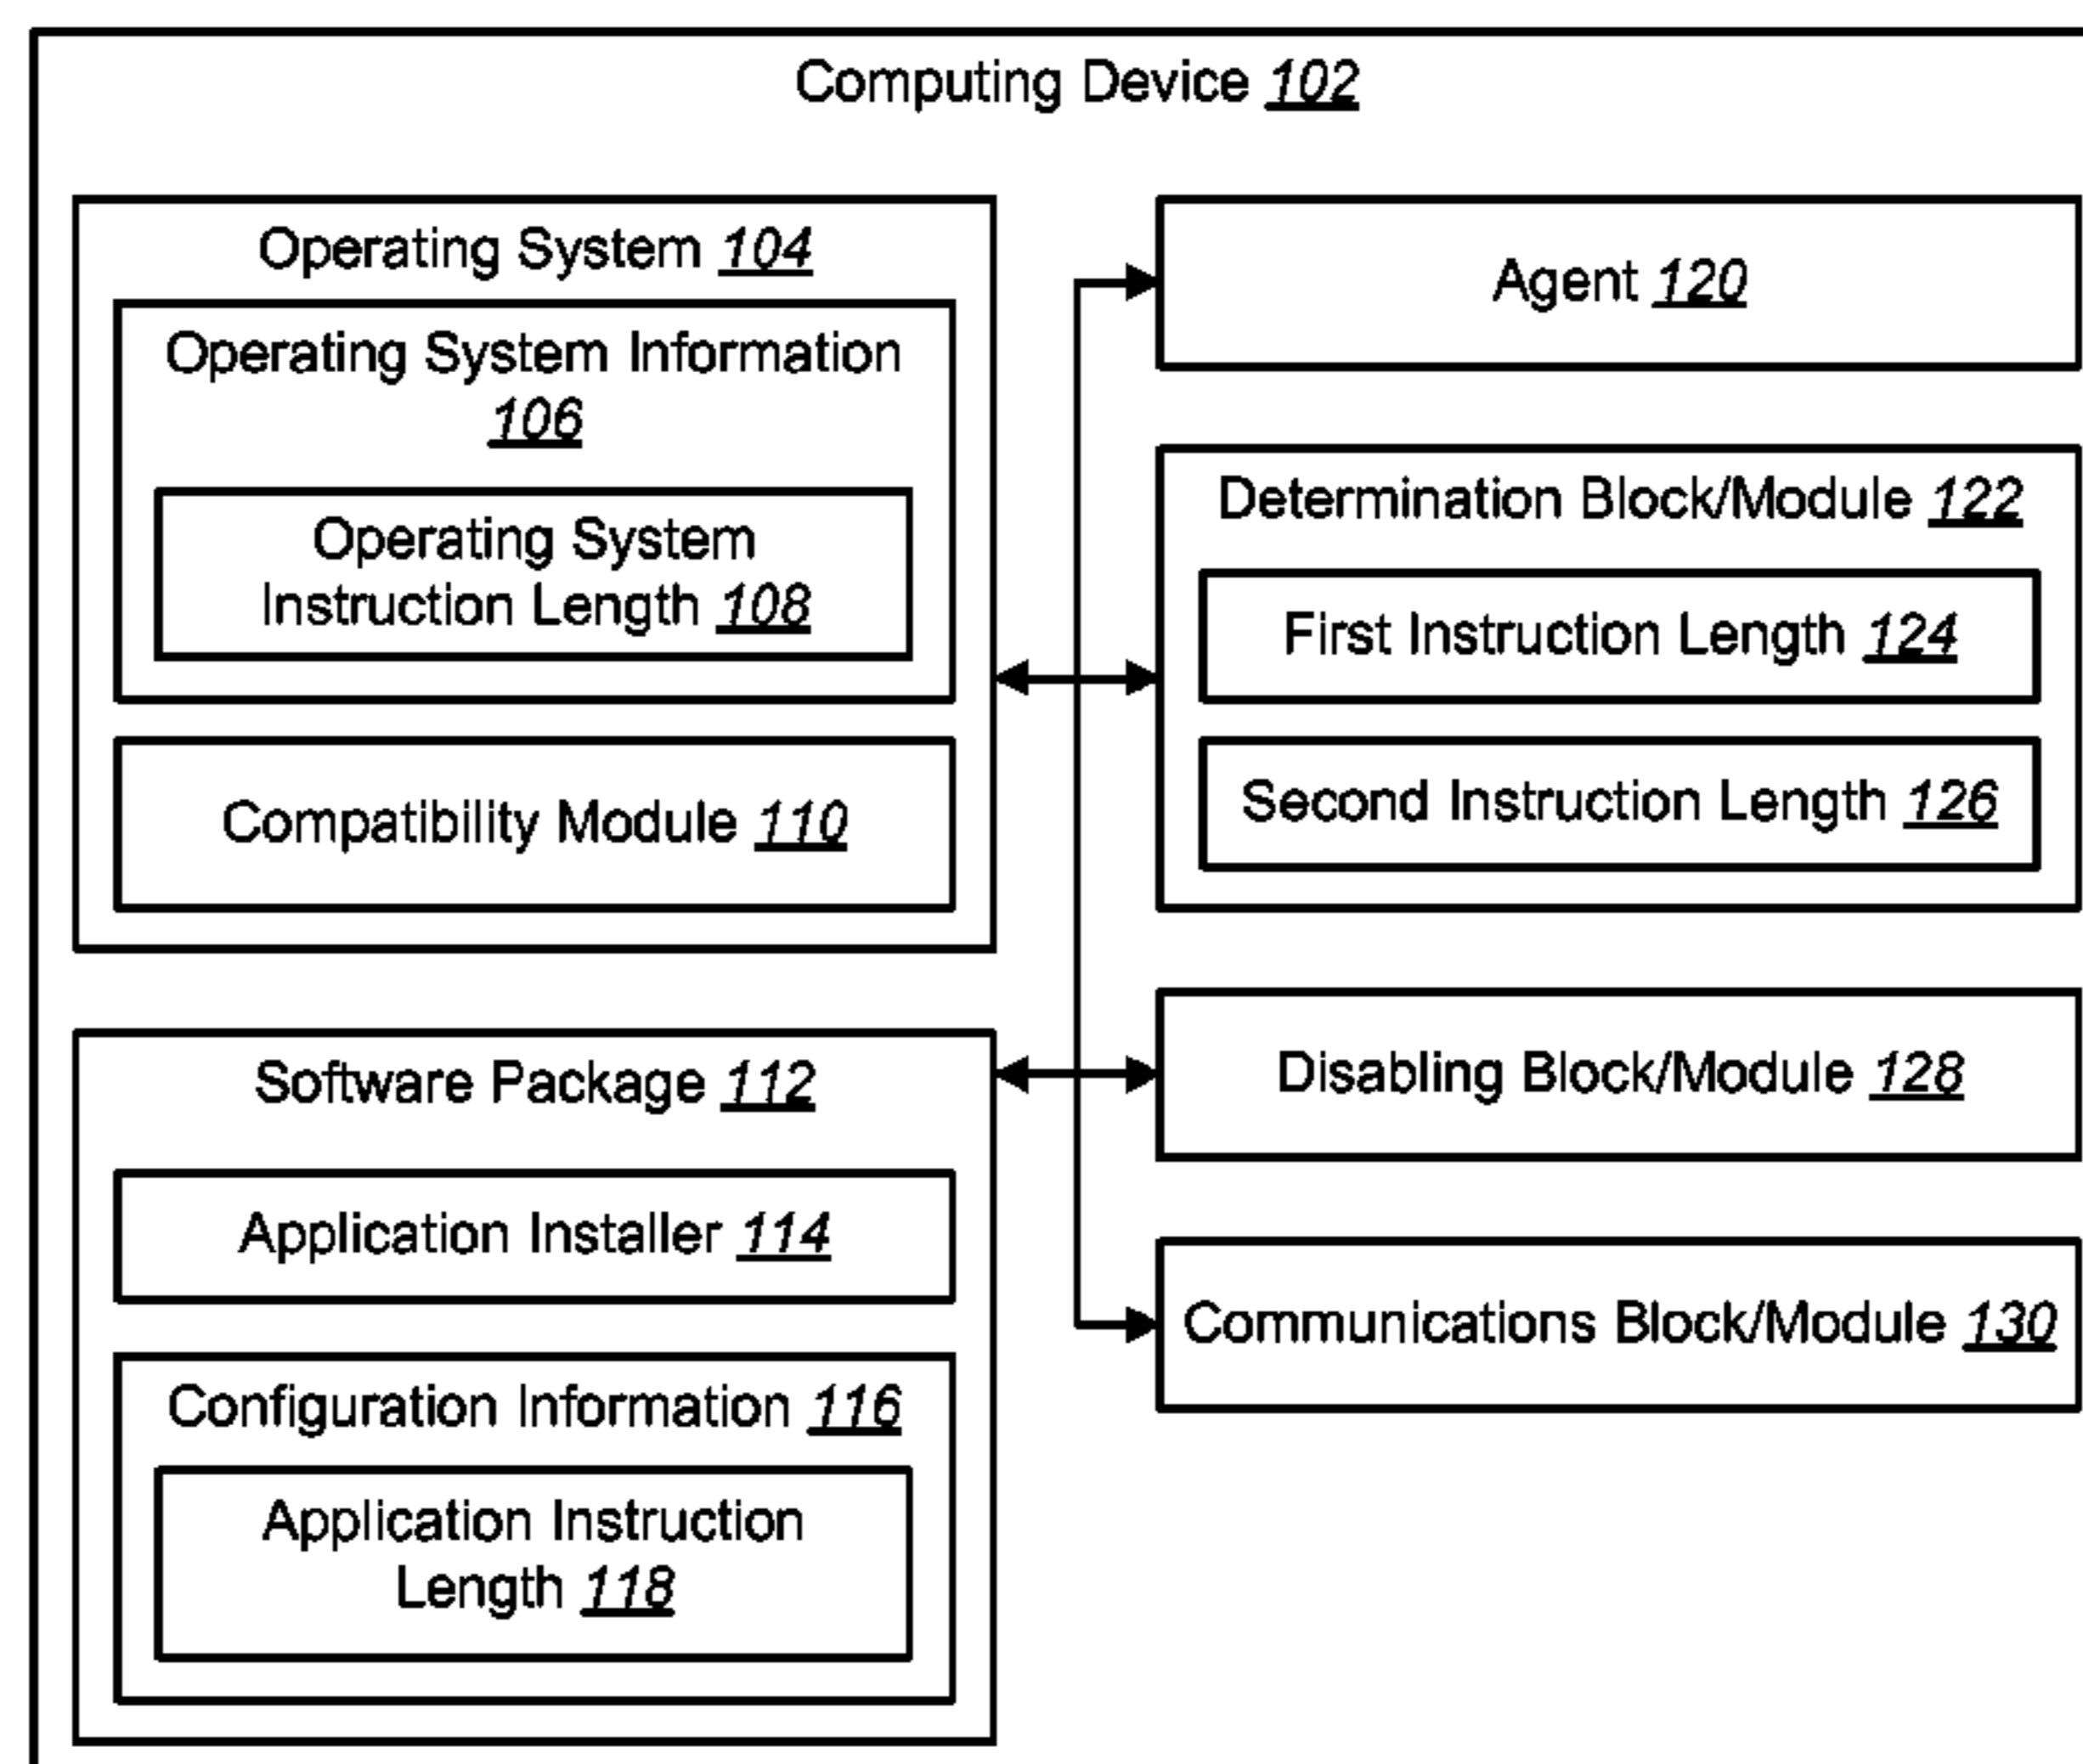 Computing Device 102
Operating System 104
Operating System Information
106
Operating System
Instruction Length 108
Compatibility Module 110
Software Package 112
Application Installer 114
Configuration Information 116
Application Instruction
Length 118
Agent 120
Determination Block/Module 122
First Instruction Length 124
Second Instruction Length 126
Disabling Block/Module 128
Communications Block/Module 130